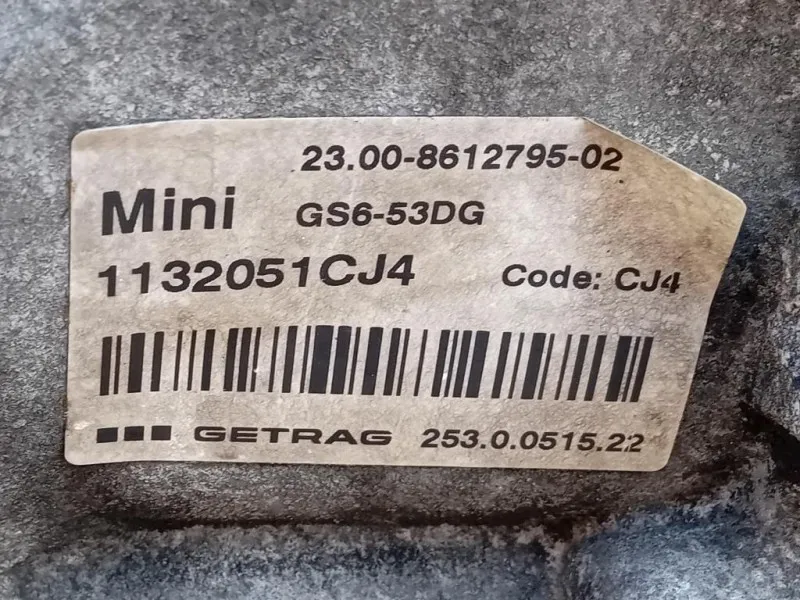 23.00-8612795-02
Mini GS6-53DG
1132051CJ4 Code: CJ4
GETRAG 253.0.0515.22